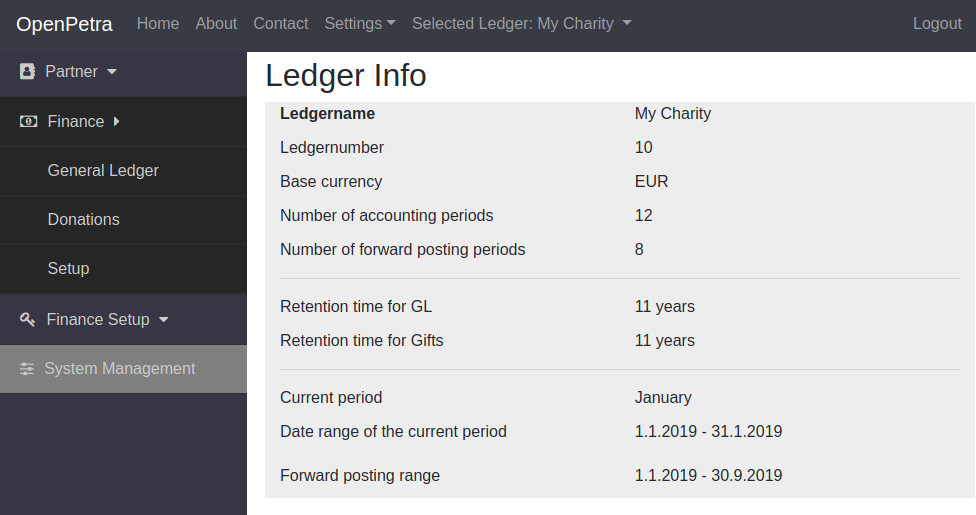 OpenPetra Home About Contact Settings Selected Ledger: My Charity Logout
Partner
Finance
General Ledger
Donations
Setup
Finance Setup
System Management
Ledger Info
Ledgername My Charity
Ledgernumber 10
Base currency EUR
Number of accounting periods 12
Number of forward posting periods 8
Retention time for GL 11 years
Retention time for Gifts 11 years
Current period January
Date range of the current period 1.1.2019 - 31.1.2019
Forward posting range 1.1.2019 - 30.9.2019